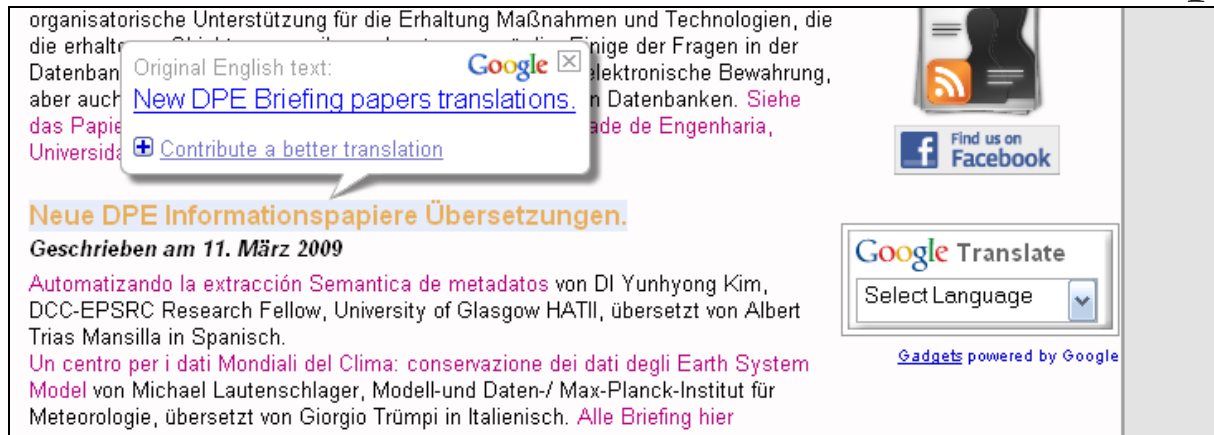 organisatorische Unterstützung für die Erhaltung Maßnahmen und Technologien, die
die erhalte
Einige der Fragen in der
Datenban
elektronische Bewahrung,
aber auch
n Datenbanken. Siehe
das Papie
ade de Engenharia,
Universida
Original English text:
Google
New DPE Briefing papers translations.
Contribute a better translation
Neue DPE Informationspapiere Übersetzungen.
Geschrieben am 11. März 2009
Automatizando la extracción Semantica de metadatos von DI Yunhyong Kim,
DCC-EPSRC Research Fellow, University of Glasgow HATII, übersetzt von Albert
Trias Mansilla in Spanisch.
Un centro per i dati Mondiali del Clima: conservazione dei dati degli Earth System
Model von Michael Lautenschlager, Modell-und Daten-/ Max-Planck-Institut für
Meteorologie, übersetzt von Giorgio Trümpi in Italienisch. Alle Briefing hier
Find us on
Facebook
Google Translate
Select Language
Gadgets powered by Google